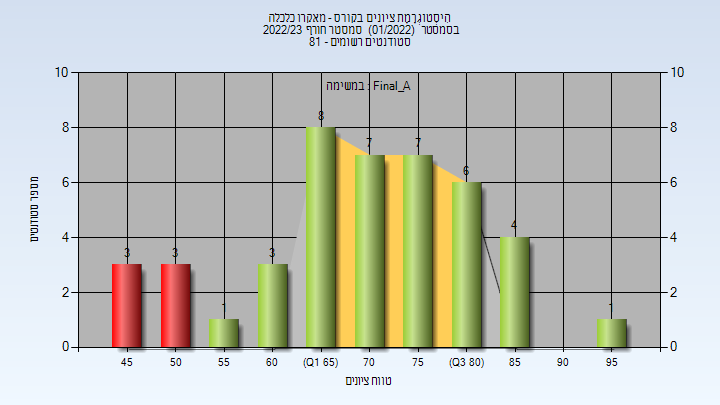 היסטוגרמת ציונים בקורס - מאקרו כלכלה
בסמסטר (01/2022) סמסטר חורף 2022/23
סטודנטים רשומים - 81
במשימה : Final_A
מספר סטודנטים
10 8 6 4 2 0
3 3 1 3 8 7 7 6 4 1
10 8 6 4 2 0
45 50 55 60 (Q1 65) 70 75 (Q3 80) 85 90 95
טווח ציונים